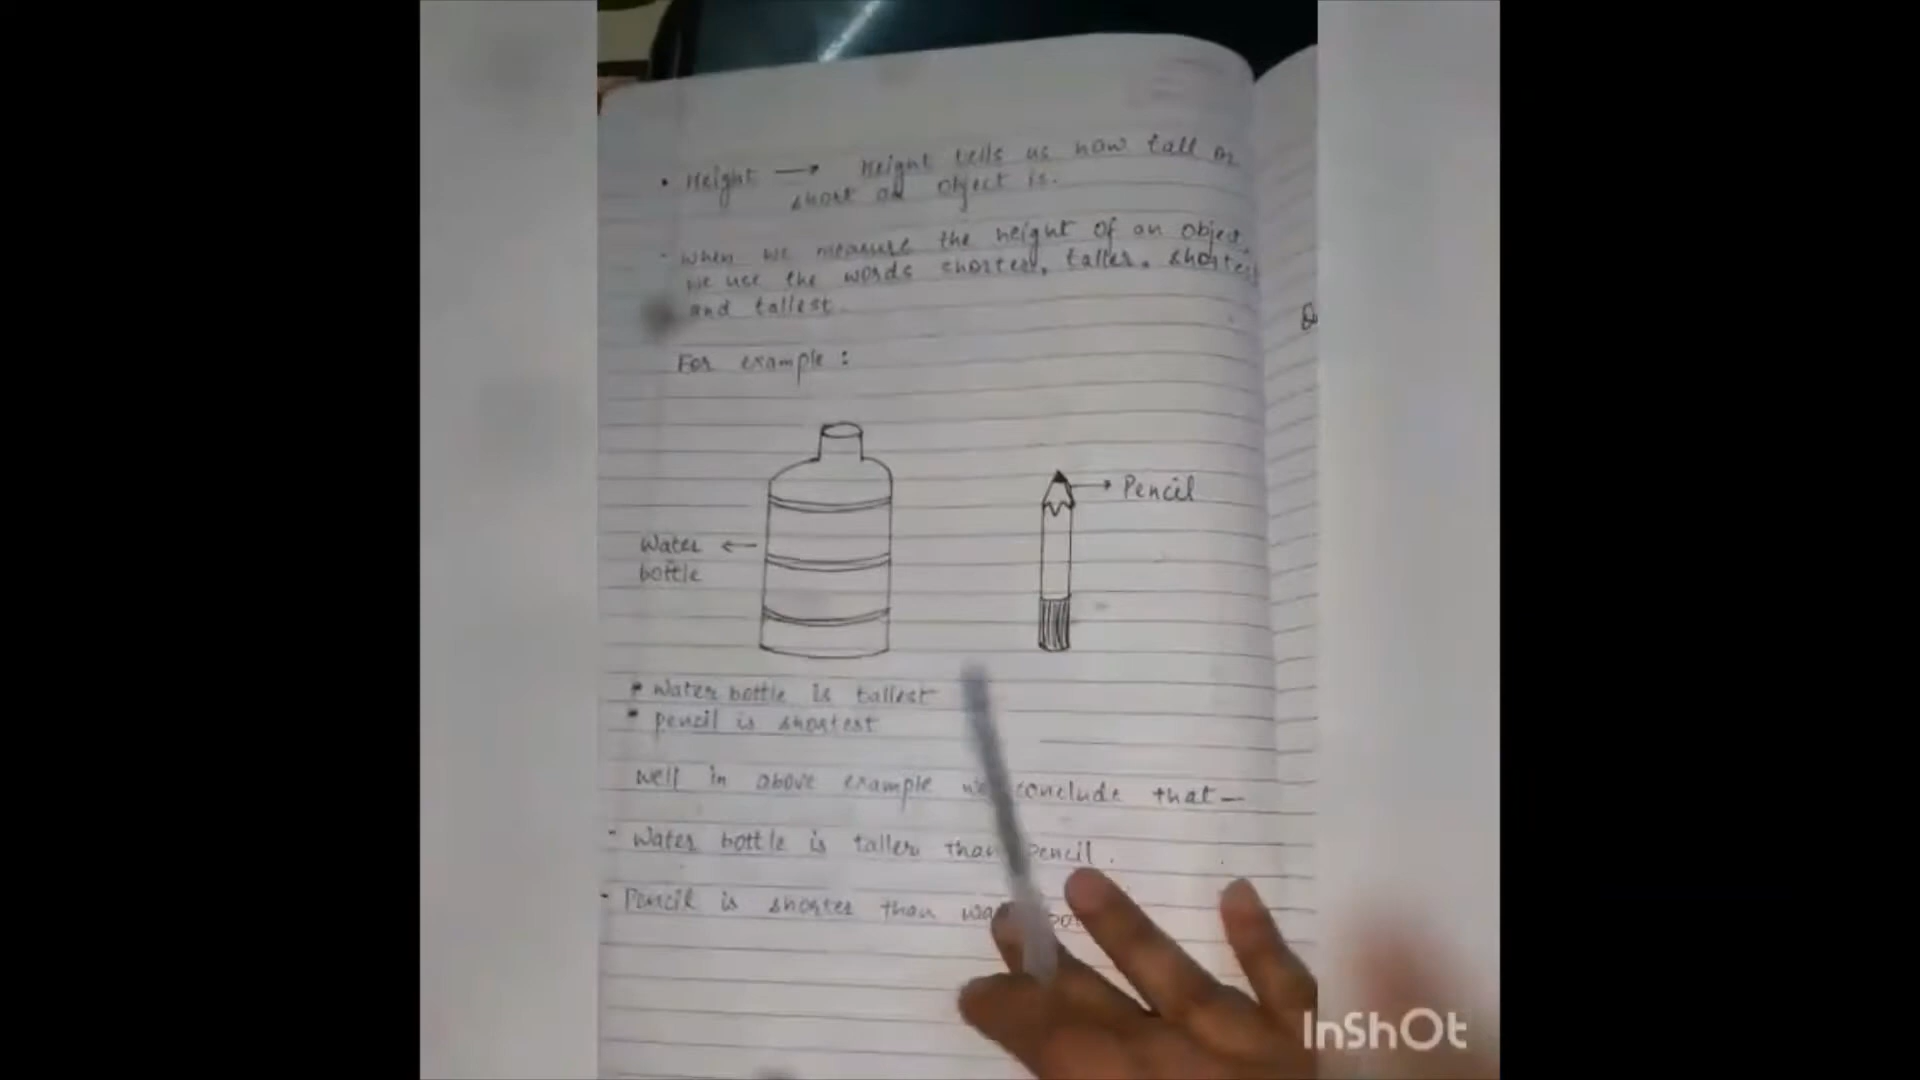 • Height → Height tells us how tall or
short an object is.
- When we measure the height of an object
we use the words shorter, taller, shortest
and tallest.
For example :
→ Pencil
Water ←
bottle
• Water bottle is tallest
• pencil is shortest
Well in above example we conclude that —
- Water bottle is taller than pencil.
- Pencil is shorter than
InShOt